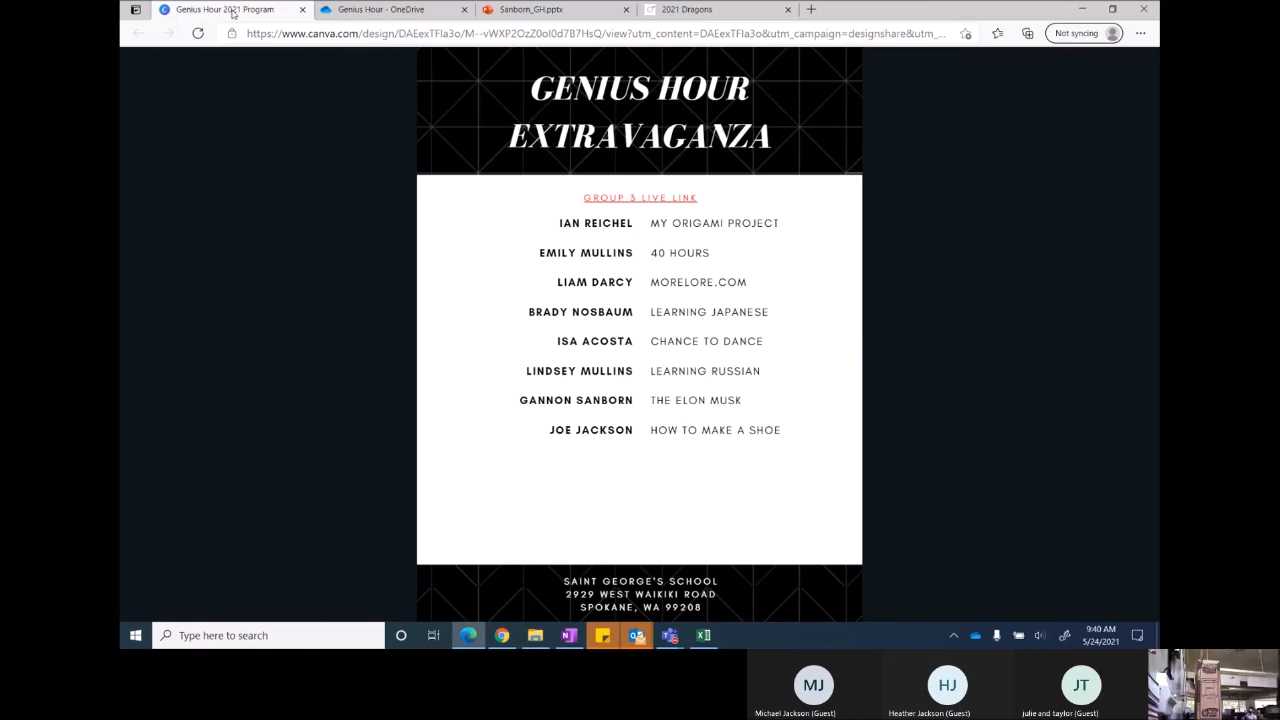 Genius Hour 2021 Program
Genius Hour - OneDrive
Sanborn_GH.pptx
2021 Dragons
https://www.canva.com/design/DAEexTFIa3o/M--vWXP2OzZ0oI0d7B7HsQ/view?utm_content=DAEexTFIa3o&utm_campaign=designshare&utm_...
Not syncing
GENIUS HOUR
EXTRAVAGANZA
GROUP 3 LIVE LINK
IAN REICHEL MY ORIGAMI PROJECT
EMILY MULLINS 40 HOURS
LIAM DARCY MORELORE.COM
BRADY NOSBAUM LEARNING JAPANESE
ISA ACOSTA CHANCE TO DANCE
LINDSEY MULLINS LEARNING RUSSIAN
GANNON SANBORN THE ELON MUSK
JOE JACKSON HOW TO MAKE A SHOE
SAINT GEORGE'S SCHOOL
2929 WEST WAIKIKI ROAD
SPOKANE, WA 99208
Type here to search
9:40 AM
5/24/2021
MJ
HJ
JT
Michael Jackson (Guest)
Heather Jackson (Guest)
julie and taylor (Guest)